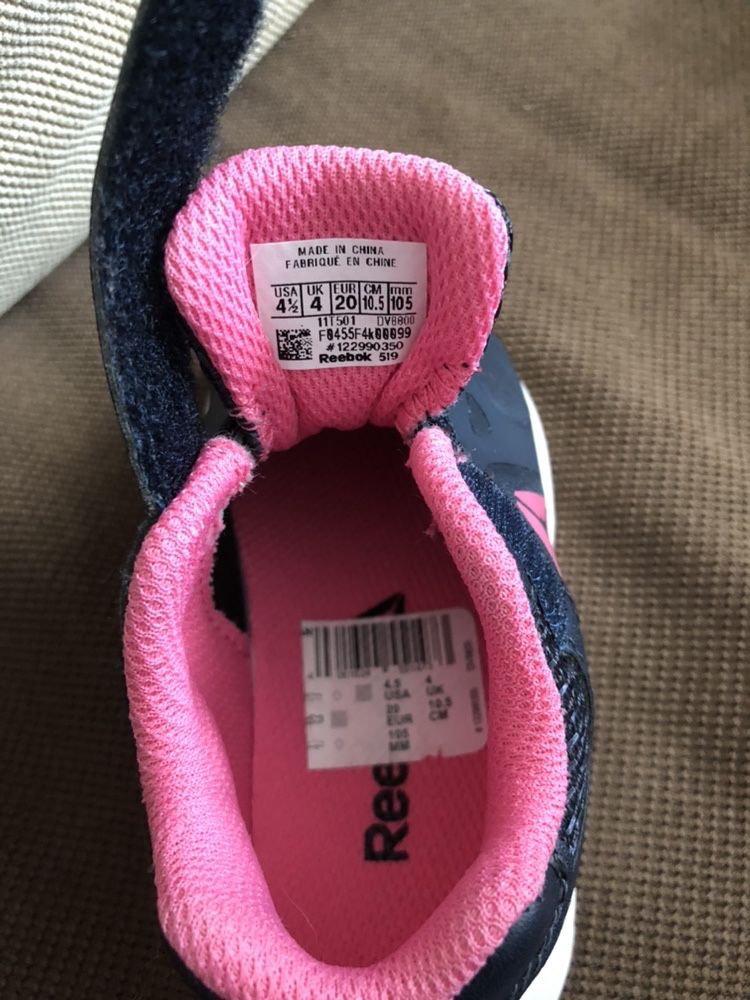 MADE IN CHINA
FABRIQUÉ EN CHINE
USA UK EUR CM mm
4½ 4 20 10.5 105
11T501 DV8800
F0455F4k00099
#122990350
Reebok 519
4.5 4
USA UK
20 10.5
EUR CM
105
MM
Ree